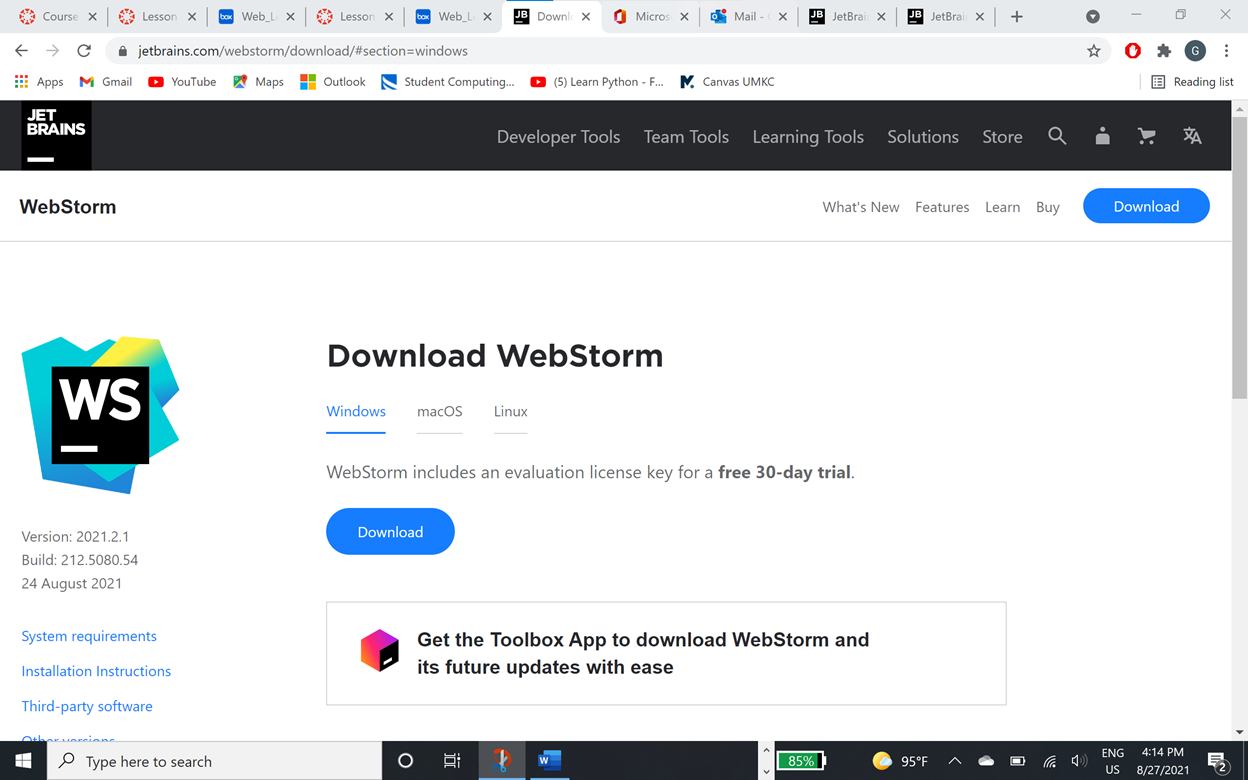 Course
Lesson
Web_L
Lesson
Web_L
JB
Downl
Micros
Mail -
JB
JetBrai
JB
JetBrai
jetbrains.com/webstorm/download/#section=windows
G
Apps
Gmail
YouTube
Maps
Outlook
Student Computing...
(5) Learn Python - F...
Canvas UMKC
Reading list
JET
BRAINS
Developer Tools
Team Tools
Learning Tools
Solutions
Store
WebStorm
What's New
Features
Learn
Buy
Download
WS
Download WebStorm
Windows
macOS
Linux
WebStorm includes an evaluation license key for a free 30-day trial.
Download
Version: 2021.2.1
Build: 212.5080.54
24 August 2021
System requirements
Installation Instructions
Third-party software
Other versions
Get the Toolbox App to download WebStorm and
its future updates with ease
Type here to search
85%
95°F
ENG
US
4:14 PM
8/27/2021
2